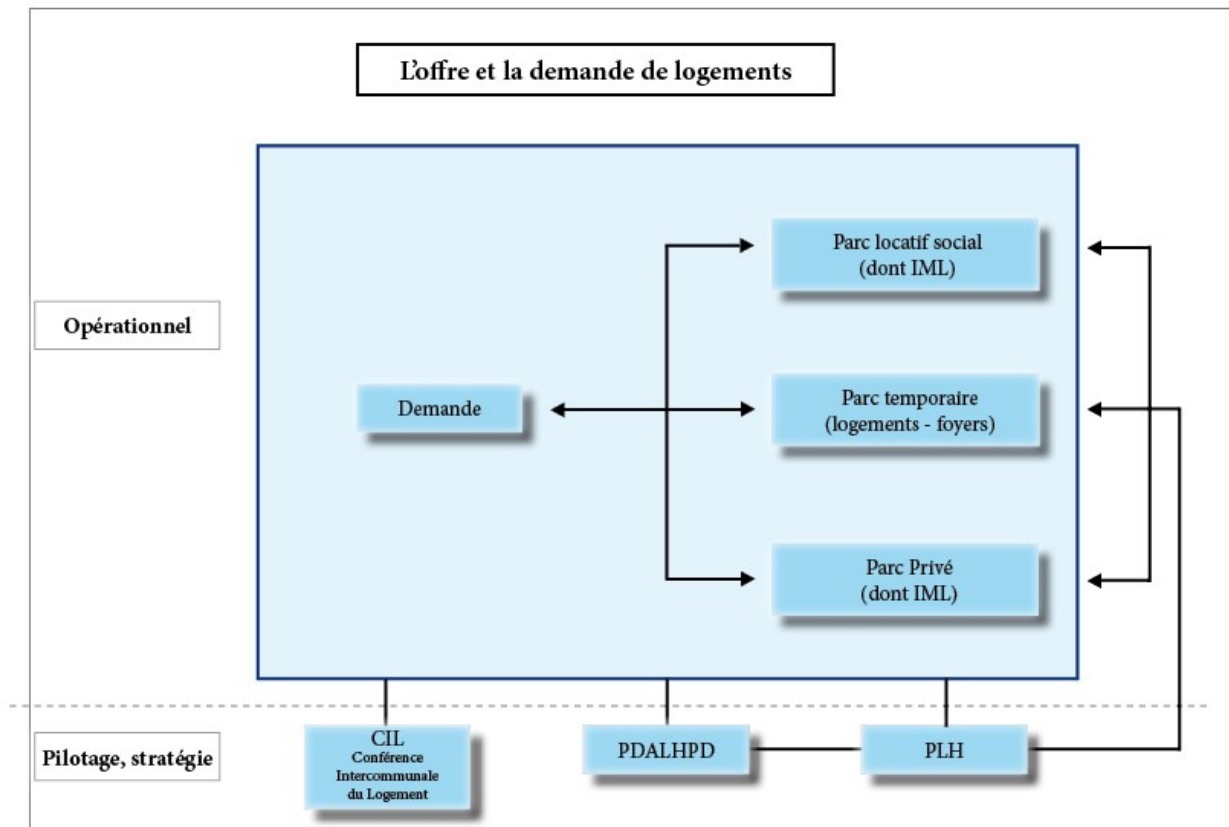 L'offre et la demande de logements
Parc locatif social
(dont IML)
Opérationnel
Demande
Parc temporaire
(logements - foyers)
Parc Privé
(dont IML)
Pilotage, stratégie
CIL
Conférence
Intercommunale
du Logement
PDALHPD
PLH